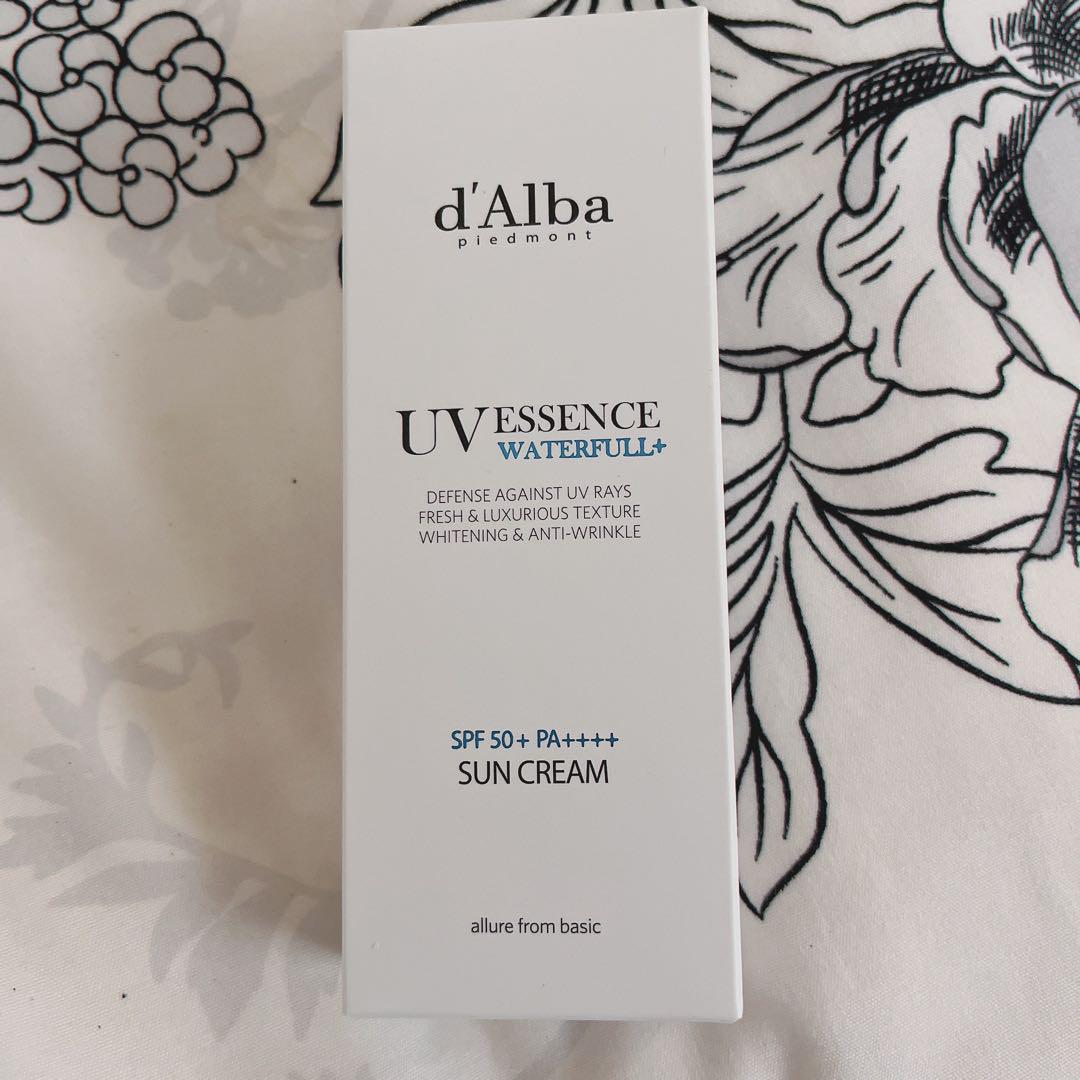 d'Alba
piedmont
UV ESSENCE
WATERFULL+
DEFENSE AGAINST UV RAYS
FRESH & LUXURIOUS TEXTURE
WHITENING & ANTI-WRINKLE
SPF 50+ PA++++
SUN CREAM
allure from basic